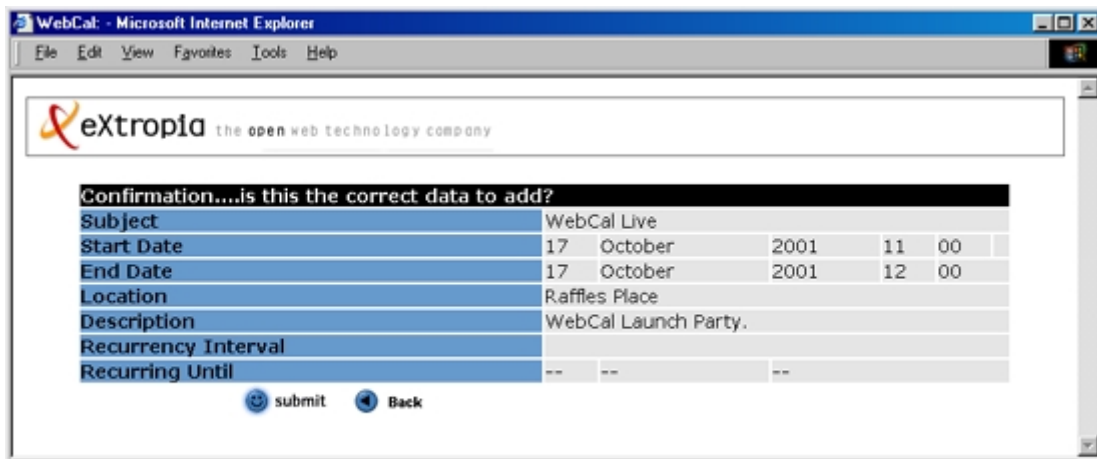 WebCal: - Microsoft Internet Explorer
File Edit View Favorites Tools Help
eXtropia the open web technology company
Confirmation....is this the correct data to add?
Subject WebCal Live
Start Date 17 October 2001 11 00
End Date 17 October 2001 12 00
Location Raffles Place
Description WebCal Launch Party.
Recurrency Interval
Recurring Until -- -- --
submit Back